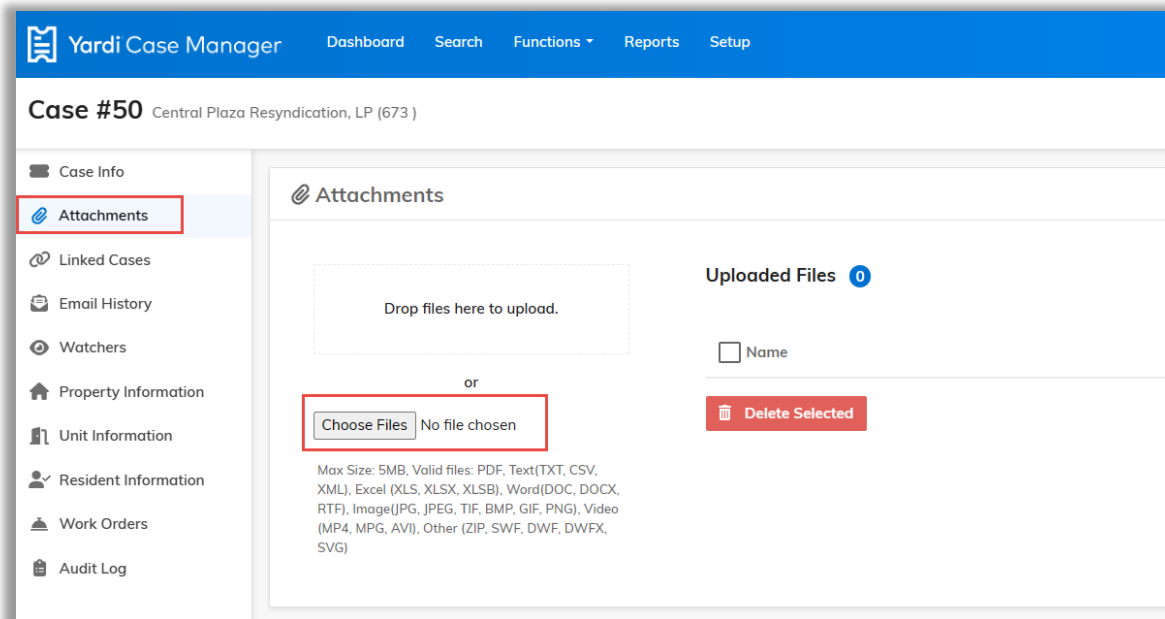 Yardi Case Manager Dashboard Search Functions Reports Setup
Case #50 Central Plaza Resyndication, LP (673 )
Case Info
Attachments
Linked Cases
Email History
Watchers
Property Information
Unit Information
Resident Information
Work Orders
Audit Log
Attachments
Drop files here to upload.
or
Choose Files No file chosen
Max Size: 5MB, Valid files: PDF, Text(TXT, CSV,
XML), Excel (XLS, XLSX, XLSB), Word(DOC, DOCX,
RTF), Image(JPG, JPEG, TIF, BMP, GIF, PNG), Video
(MP4, MPG, AVI), Other (ZIP, SWF, DWF, DWFX,
SVG)
Uploaded Files 0
Name
Delete Selected